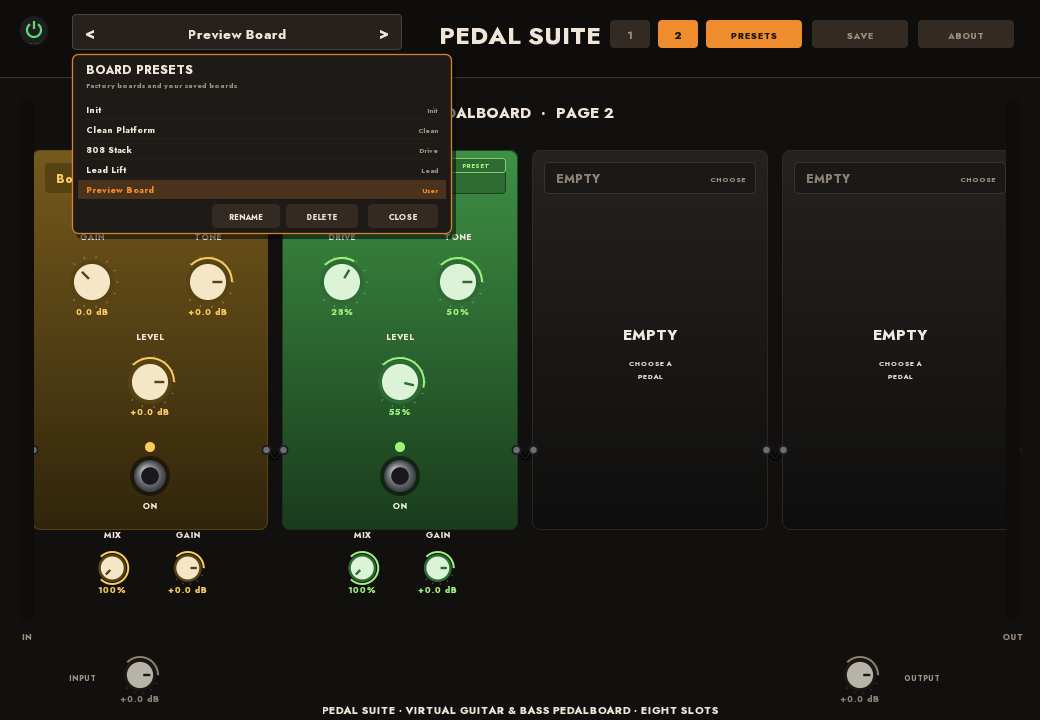 < Preview Board >
PEDAL SUITE
1
2
PRESETS
SAVE
ABOUT
BOARD PRESETS
Factory boards and your saved boards
Init Init
Clean Platform Clean
808 Stack Drive
Lead Lift Lead
Preview Board User
RENAME
DELETE
CLOSE
DALBOARD · PAGE 2
Bo
PRESET
EMPTY CHOOSE
EMPTY CHOOSE
GAIN TONE
DRIVE TONE
0.0 dB +0.0 dB
28% 50%
LEVEL
LEVEL
+0.0 dB
55%
EMPTY
CHOOSE A
PEDAL
EMPTY
CHOOSE A
PEDAL
ON
ON
MIX GAIN
MIX GAIN
100% +0.0 dB
100% +0.0 dB
IN
OUT
INPUT
+0.0 dB
OUTPUT
+0.0 dB
PEDAL SUITE · VIRTUAL GUITAR & BASS PEDALBOARD · EIGHT SLOTS